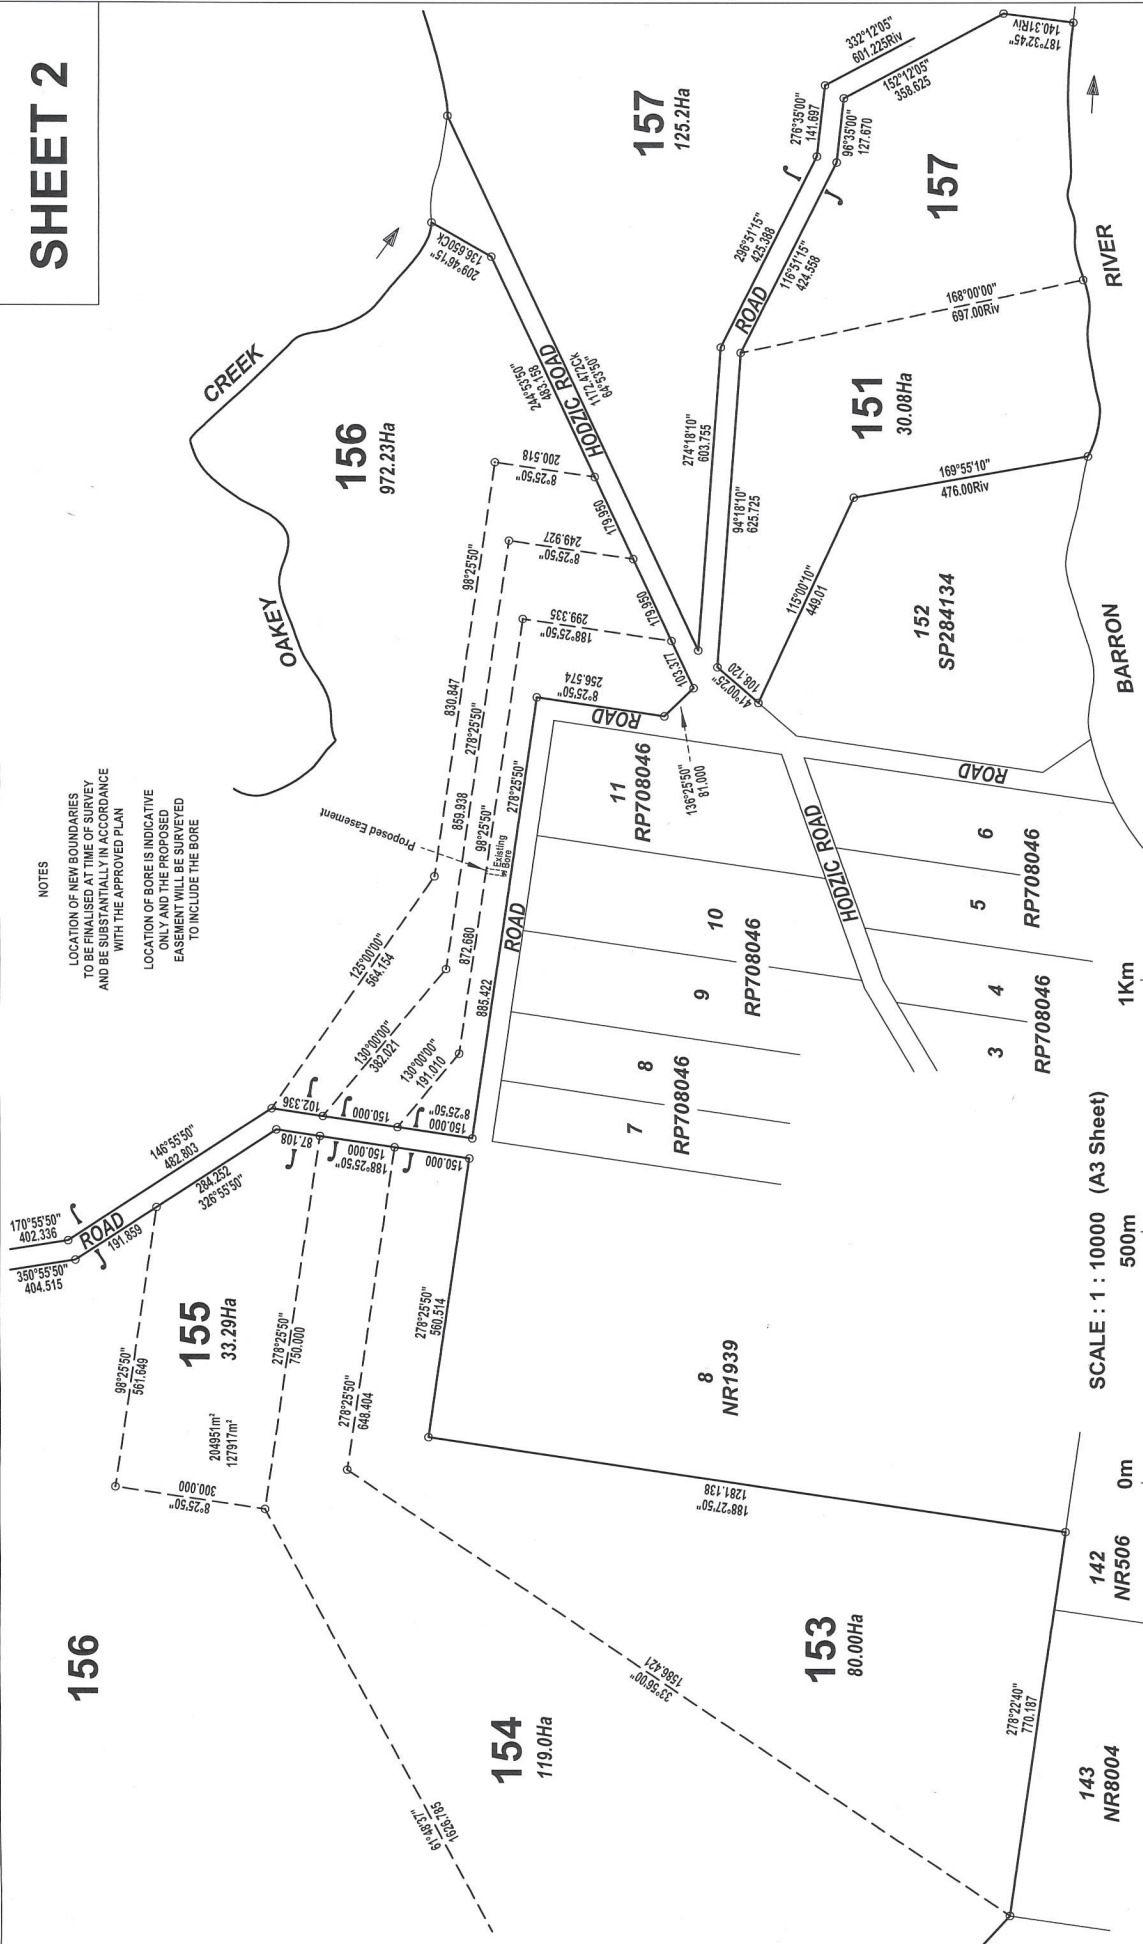 SHEET 2
NOTES
LOCATION OF NEW BOUNDARIES
TO BE FINALISED AT TIME OF SURVEY
AND BE SUBSTANTIALLY IN ACCORDANCE
WITH THE APPROVED PLAN
LOCATION OF BORE IS INDICATIVE
ONLY AND THE PROPOSED
EASEMENT WILL BE SURVEYED
TO INCLUDE THE BORE
156
170°55'50"
402.336
350°55'50"
404.515
ROAD
191.859
146°55'50"
482.803
284.252
326°55'50"
98°25'50"
561.649
155
33.29Ha
204951m²
127917m²
300.000
8°25'50"
278°25'50"
750.000
87.108
102.336
150.000
150.000
188°25'50"
150.000
8°25'50"
150.000
278°25'50"
648.404
278°25'50"
560.514
125°00'00"
564.154
130°00'00"
382.021
130°00'00"
191.010
830.847
98°25'50"
859.938
278°25'50"
872.680
98°25'50"
885.422
278°25'50"
Proposed Easement
Existing
Bore
ROAD
OAKEY
CREEK
156
972.23Ha
200.518
8°25'50"
249.927
8°25'50"
299.335
188°25'50"
256.574
8°25'50"
ROAD
179.950
179.950
103.377
136°25'50"
81.000
209°46'15"
136.650Ck
244°53'50"
483.158
HODZIC ROAD
1172.472Ck
64°53'50"
157
125.2Ha
332°12'05"
601.225Riv
152°12'05"
358.625
187°32'45"
140.31Riv
276°35'00"
141.697
96°35'00"
127.670
296°51'15"
425.388
ROAD
116°51'15"
424.558
157
274°18'10"
603.755
94°18'10"
625.725
168°00'00"
697.00Riv
151
30.08Ha
169°55'10"
476.00Riv
115°00'10"
449.01
108.120
41°00'25"
152
SP284134
BARRON
RIVER
ROAD
HODZIC ROAD
11
RP708046
10
9
RP708046
8
7
RP708046
6
5
RP708046
4
3
RP708046
8
NR1939
1281.138
188°27'50"
154
119.0Ha
61°48'37"
1626.785
1586.421
33°56'00"
153
80.00Ha
278°22'40"
770.187
142
NR506
143
NR8004
SCALE : 1 : 10000 (A3 Sheet)
0m
500m
1Km